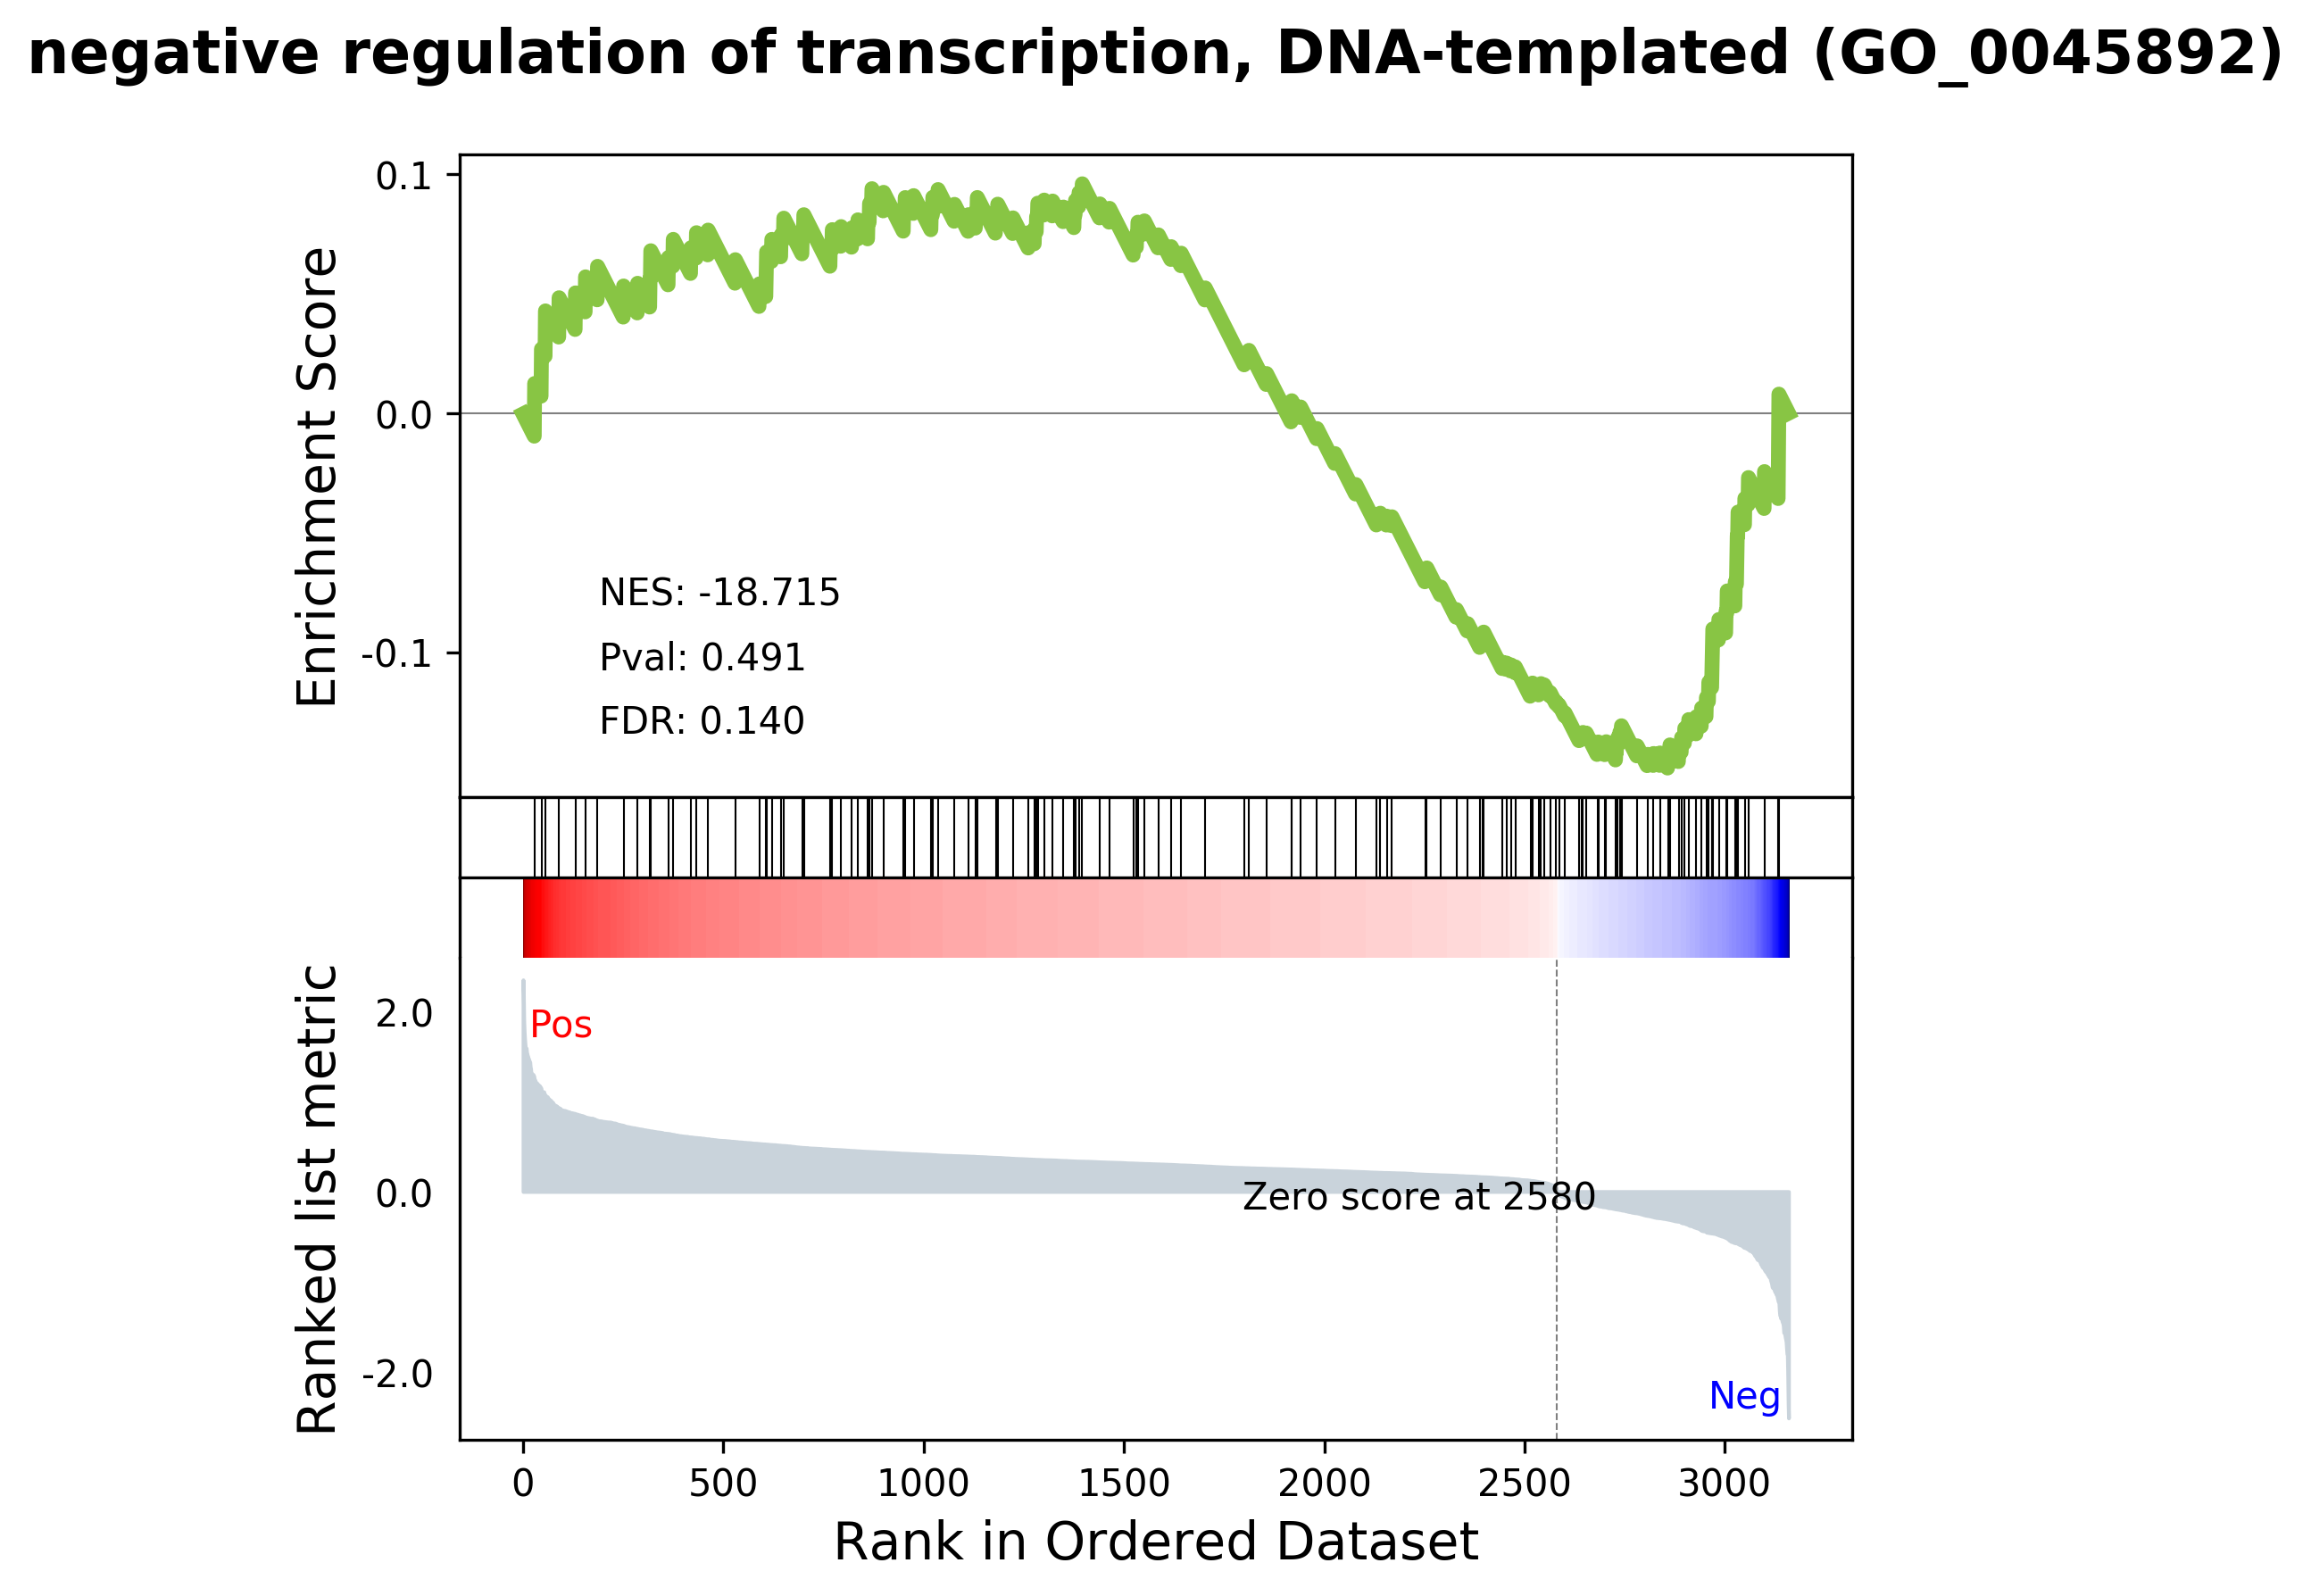 negative regulation of transcription, DNA-templated (GO_0045892)
Enrichment Score
0.1
0.0
-0.1
NES: -18.715
Pval: 0.491
FDR: 0.140
Ranked list metric
2.0
0.0
-2.0
Pos
Zero score at 2580
Neg
0 500 1000 1500 2000 2500 3000
Rank in Ordered Dataset